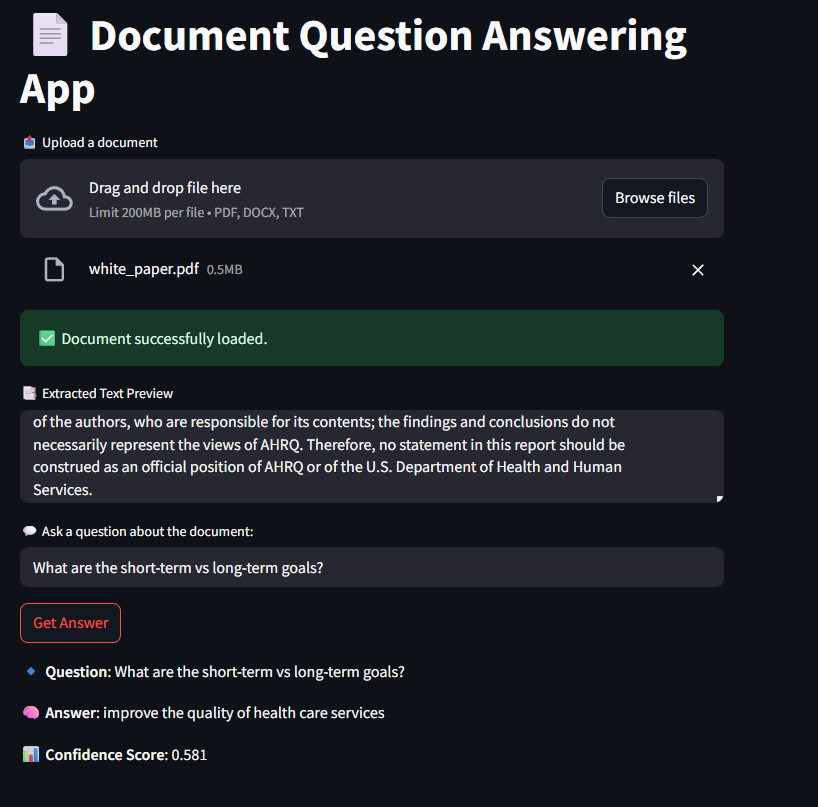 Document Question Answering
App
Upload a document
Drag and drop file here
Limit 200MB per file • PDF, DOCX, TXT
Browse files
white_paper.pdf 0.5MB
Document successfully loaded.
Extracted Text Preview
of the authors, who are responsible for its contents; the findings and conclusions do not
necessarily represent the views of AHRQ. Therefore, no statement in this report should be
construed as an official position of AHRQ or of the U.S. Department of Health and Human
Services.
Ask a question about the document:
What are the short-term vs long-term goals?
Get Answer
Question: What are the short-term vs long-term goals?
Answer: improve the quality of health care services
Confidence Score: 0.581